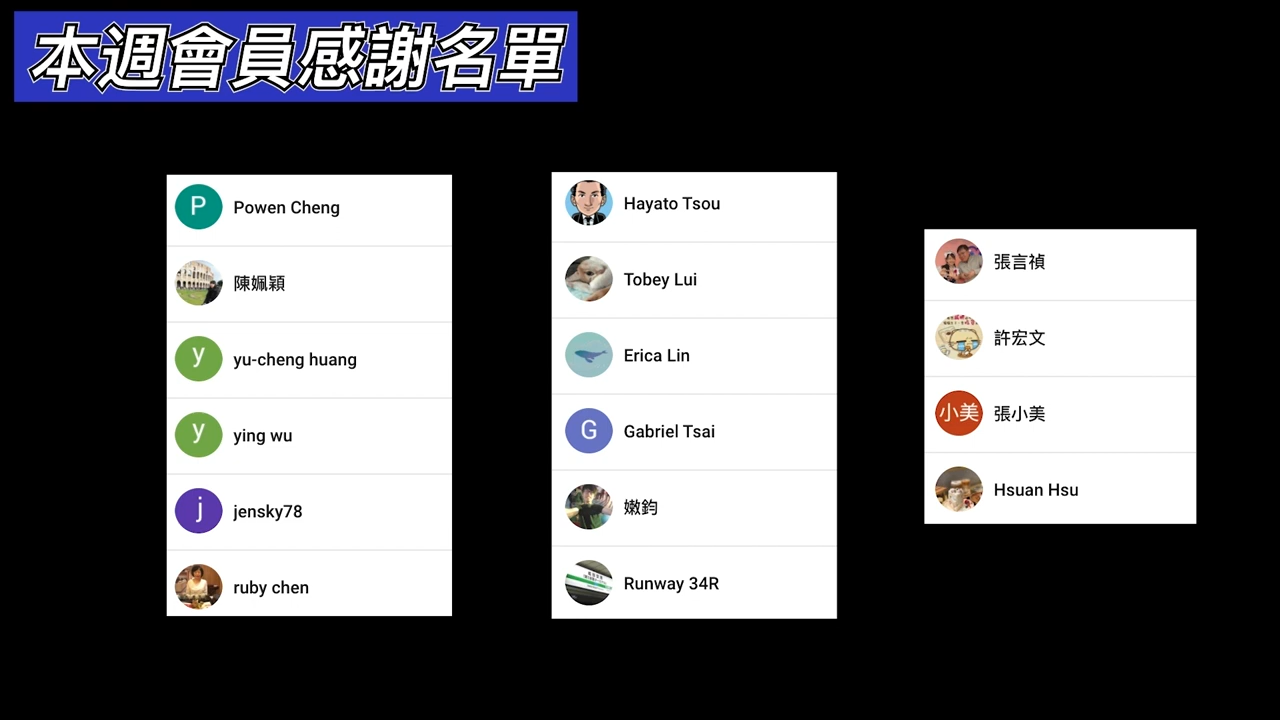 本週會員感謝名單
P Powen Cheng
陳姵穎
y yu-cheng huang
y ying wu
j jensky78
ruby chen
Hayato Tsou
Tobey Lui
Erica Lin
G Gabriel Tsai
嫩鈞
Runway 34R
張言禎
許宏文
小美 張小美
Hsuan Hsu